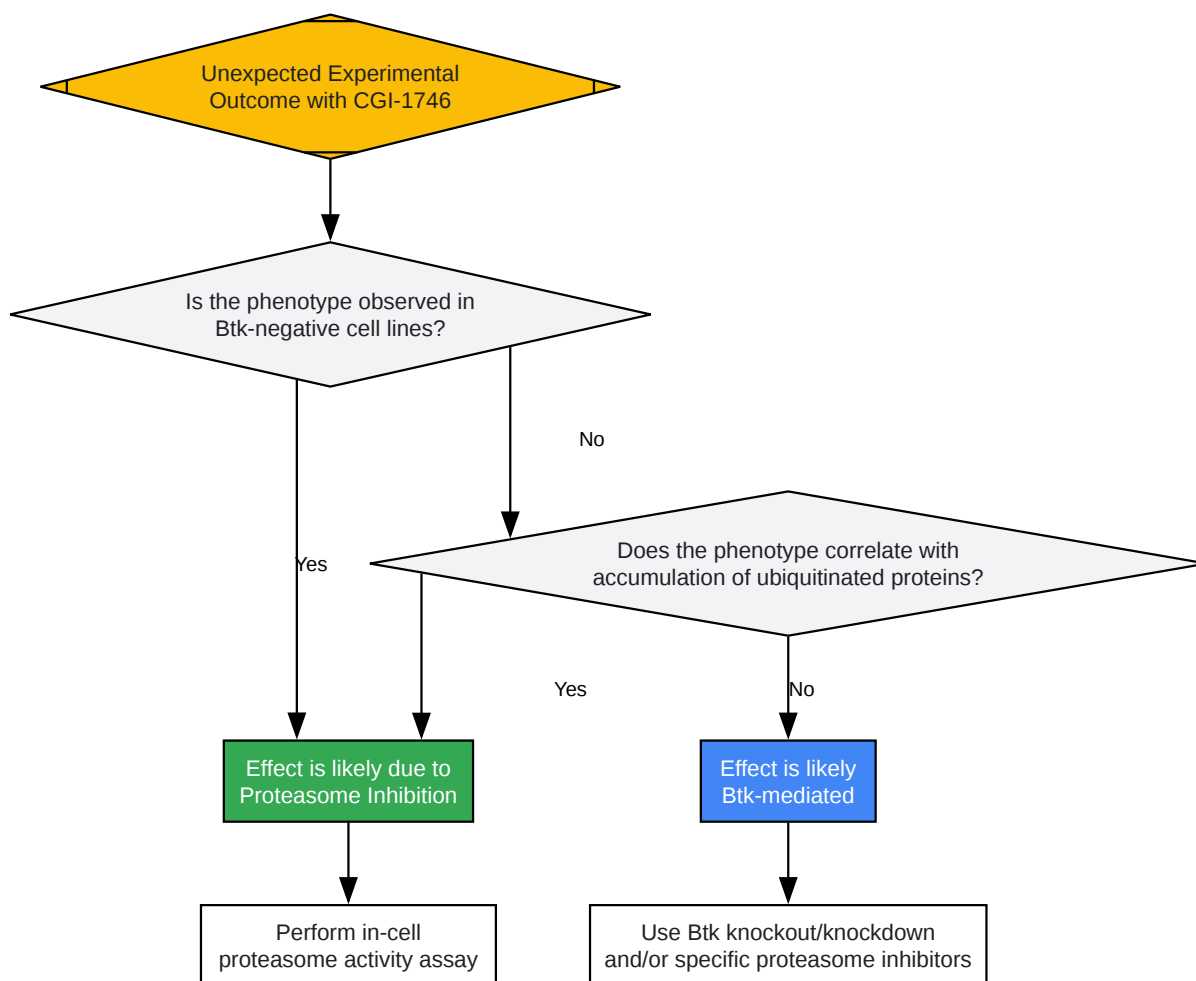 Unexpected Experimental
Outcome with CGI-1746
Is the phenotype observed in
Btk-negative cell lines?
No
Does the phenotype correlate with
accumulation of ubiquitinated proteins?
Yes
Yes
No
Effect is likely due to
Proteasome Inhibition
Effect is likely
Btk-mediated
Perform in-cell
proteasome activity assay
Use Btk knockout/knockdown
and/or specific proteasome inhibitors